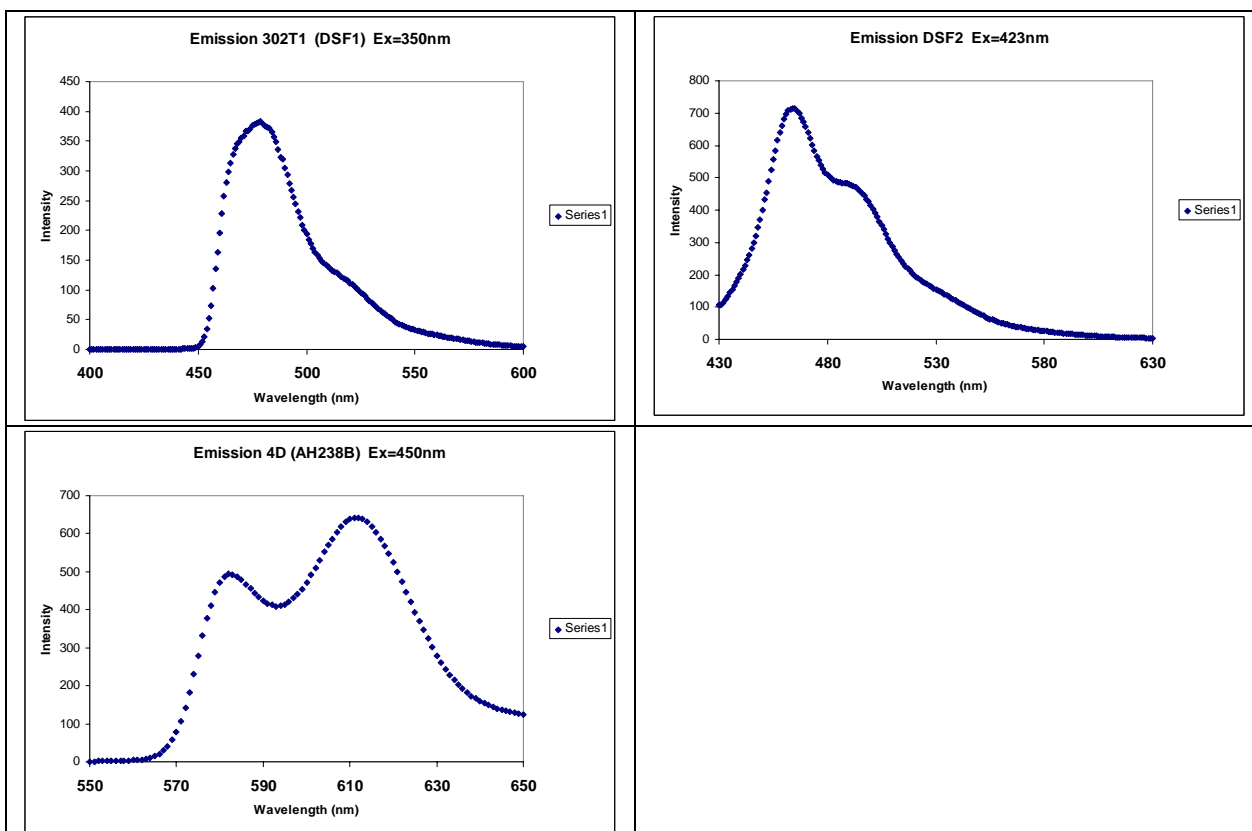 Emission 302T1 (DSF1) Ex=350nm
450
400
350
300
250
200
150
100
50
0
Intensity
400 450 500 550 600
Wavelength (nm)
Series1
Emission DSF2 Ex=423nm
800
700
600
500
400
300
200
100
0
Intensity
430 480 530 580 630
Wavelength (nm)
Series1
Emission 4D (AH238B) Ex=450nm
700
600
500
400
300
200
100
0
Intensity
550 570 590 610 630 650
Wavelength (nm)
Series1